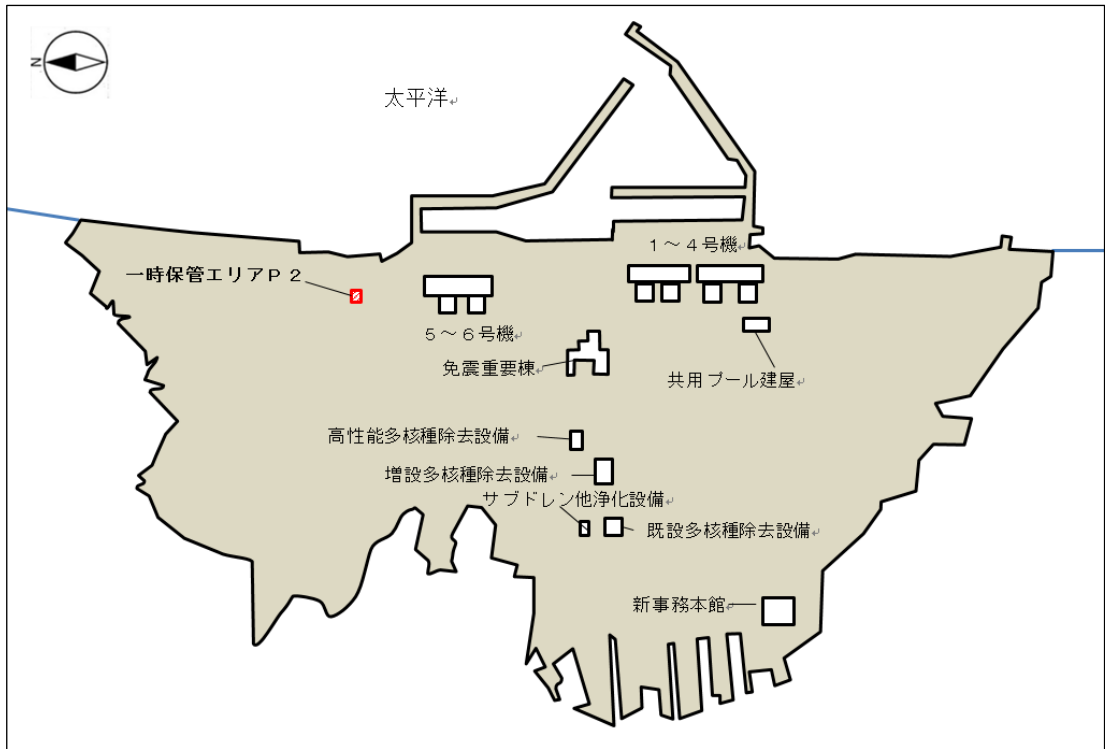 N
太平洋
1～4号機
一時保管エリアP2
5～6号機
免震重要棟
共用プール建屋
高性能多核種除去設備
増設多核種除去設備
サブドレン他浄化設備
既設多核種除去設備
新事務本館